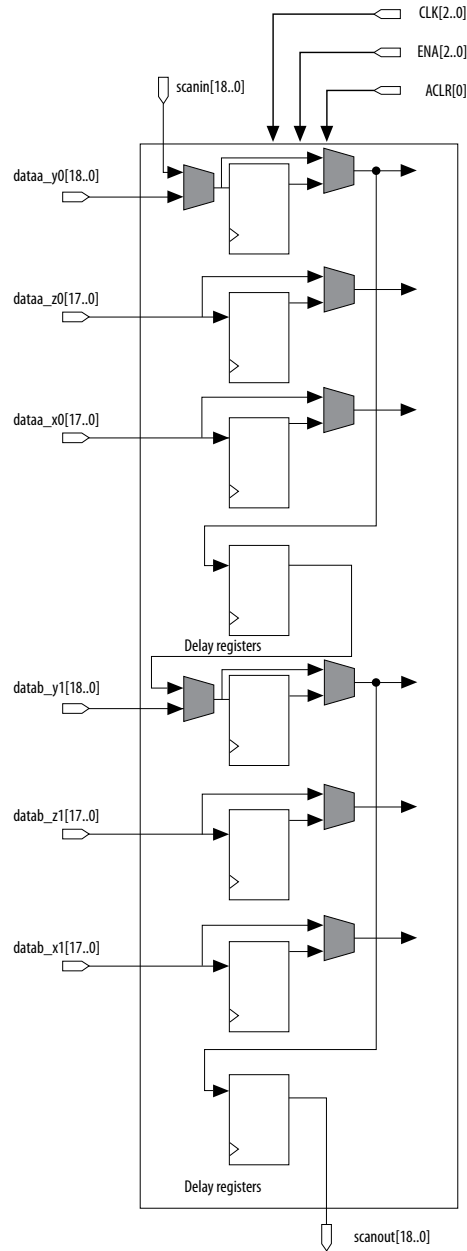 CLK[2..0]
ENA[2..0]
scanin[18..0]
ACLR[0]
dataa_y0[18..0]
dataa_z0[17..0]
dataa_x0[17..0]
Delay registers
datab_y1[18..0]
datab_z1[17..0]
datab_x1[17..0]
Delay registers
scanout[18..0]